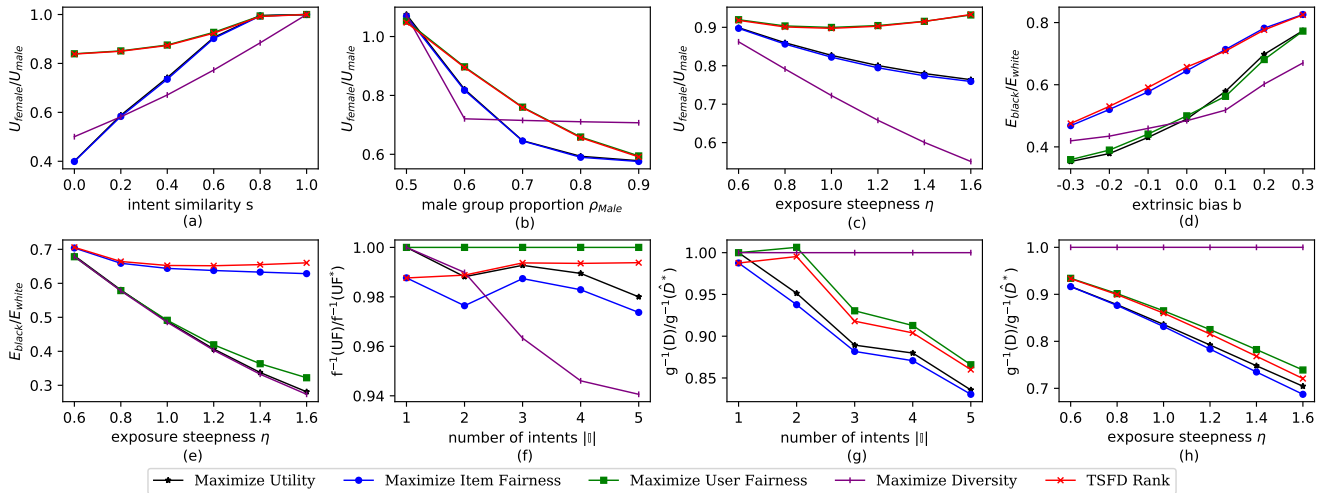 1.0
0.8
0.6
0.4
U_female/U_male
0.0 0.2 0.4 0.6 0.8 1.0
intent similarity s
(a)
1.0
0.8
0.6
U_female/U_male
0.5 0.6 0.7 0.8 0.9
male group proportion ρ_Male
(b)
0.9
0.8
0.7
0.6
U_female/U_male
0.6 0.8 1.0 1.2 1.4 1.6
exposure steepness η
(c)
0.8
0.6
0.4
E_black/E_white
-0.3 -0.2 -0.1 0.0 0.1 0.2 0.3
extrinsic bias b
(d)
0.7
0.6
0.5
0.4
0.3
E_black/E_white
0.6 0.8 1.0 1.2 1.4 1.6
exposure steepness η
(e)
1.00
0.98
0.96
0.94
f⁻¹(UF)/f⁻¹(UF*)
1 2 3 4 5
number of intents |▯|
(f)
1.00
0.95
0.90
0.85
g⁻¹(D)/g⁻¹(D̂*)
1 2 3 4 5
number of intents |▯|
(g)
1.0
0.9
0.8
0.7
g⁻¹(D)/g⁻¹(D̂*)
0.6 0.8 1.0 1.2 1.4 1.6
exposure steepness η
(h)
Maximize Utility Maximize Item Fairness Maximize User Fairness Maximize Diversity TSFD Rank